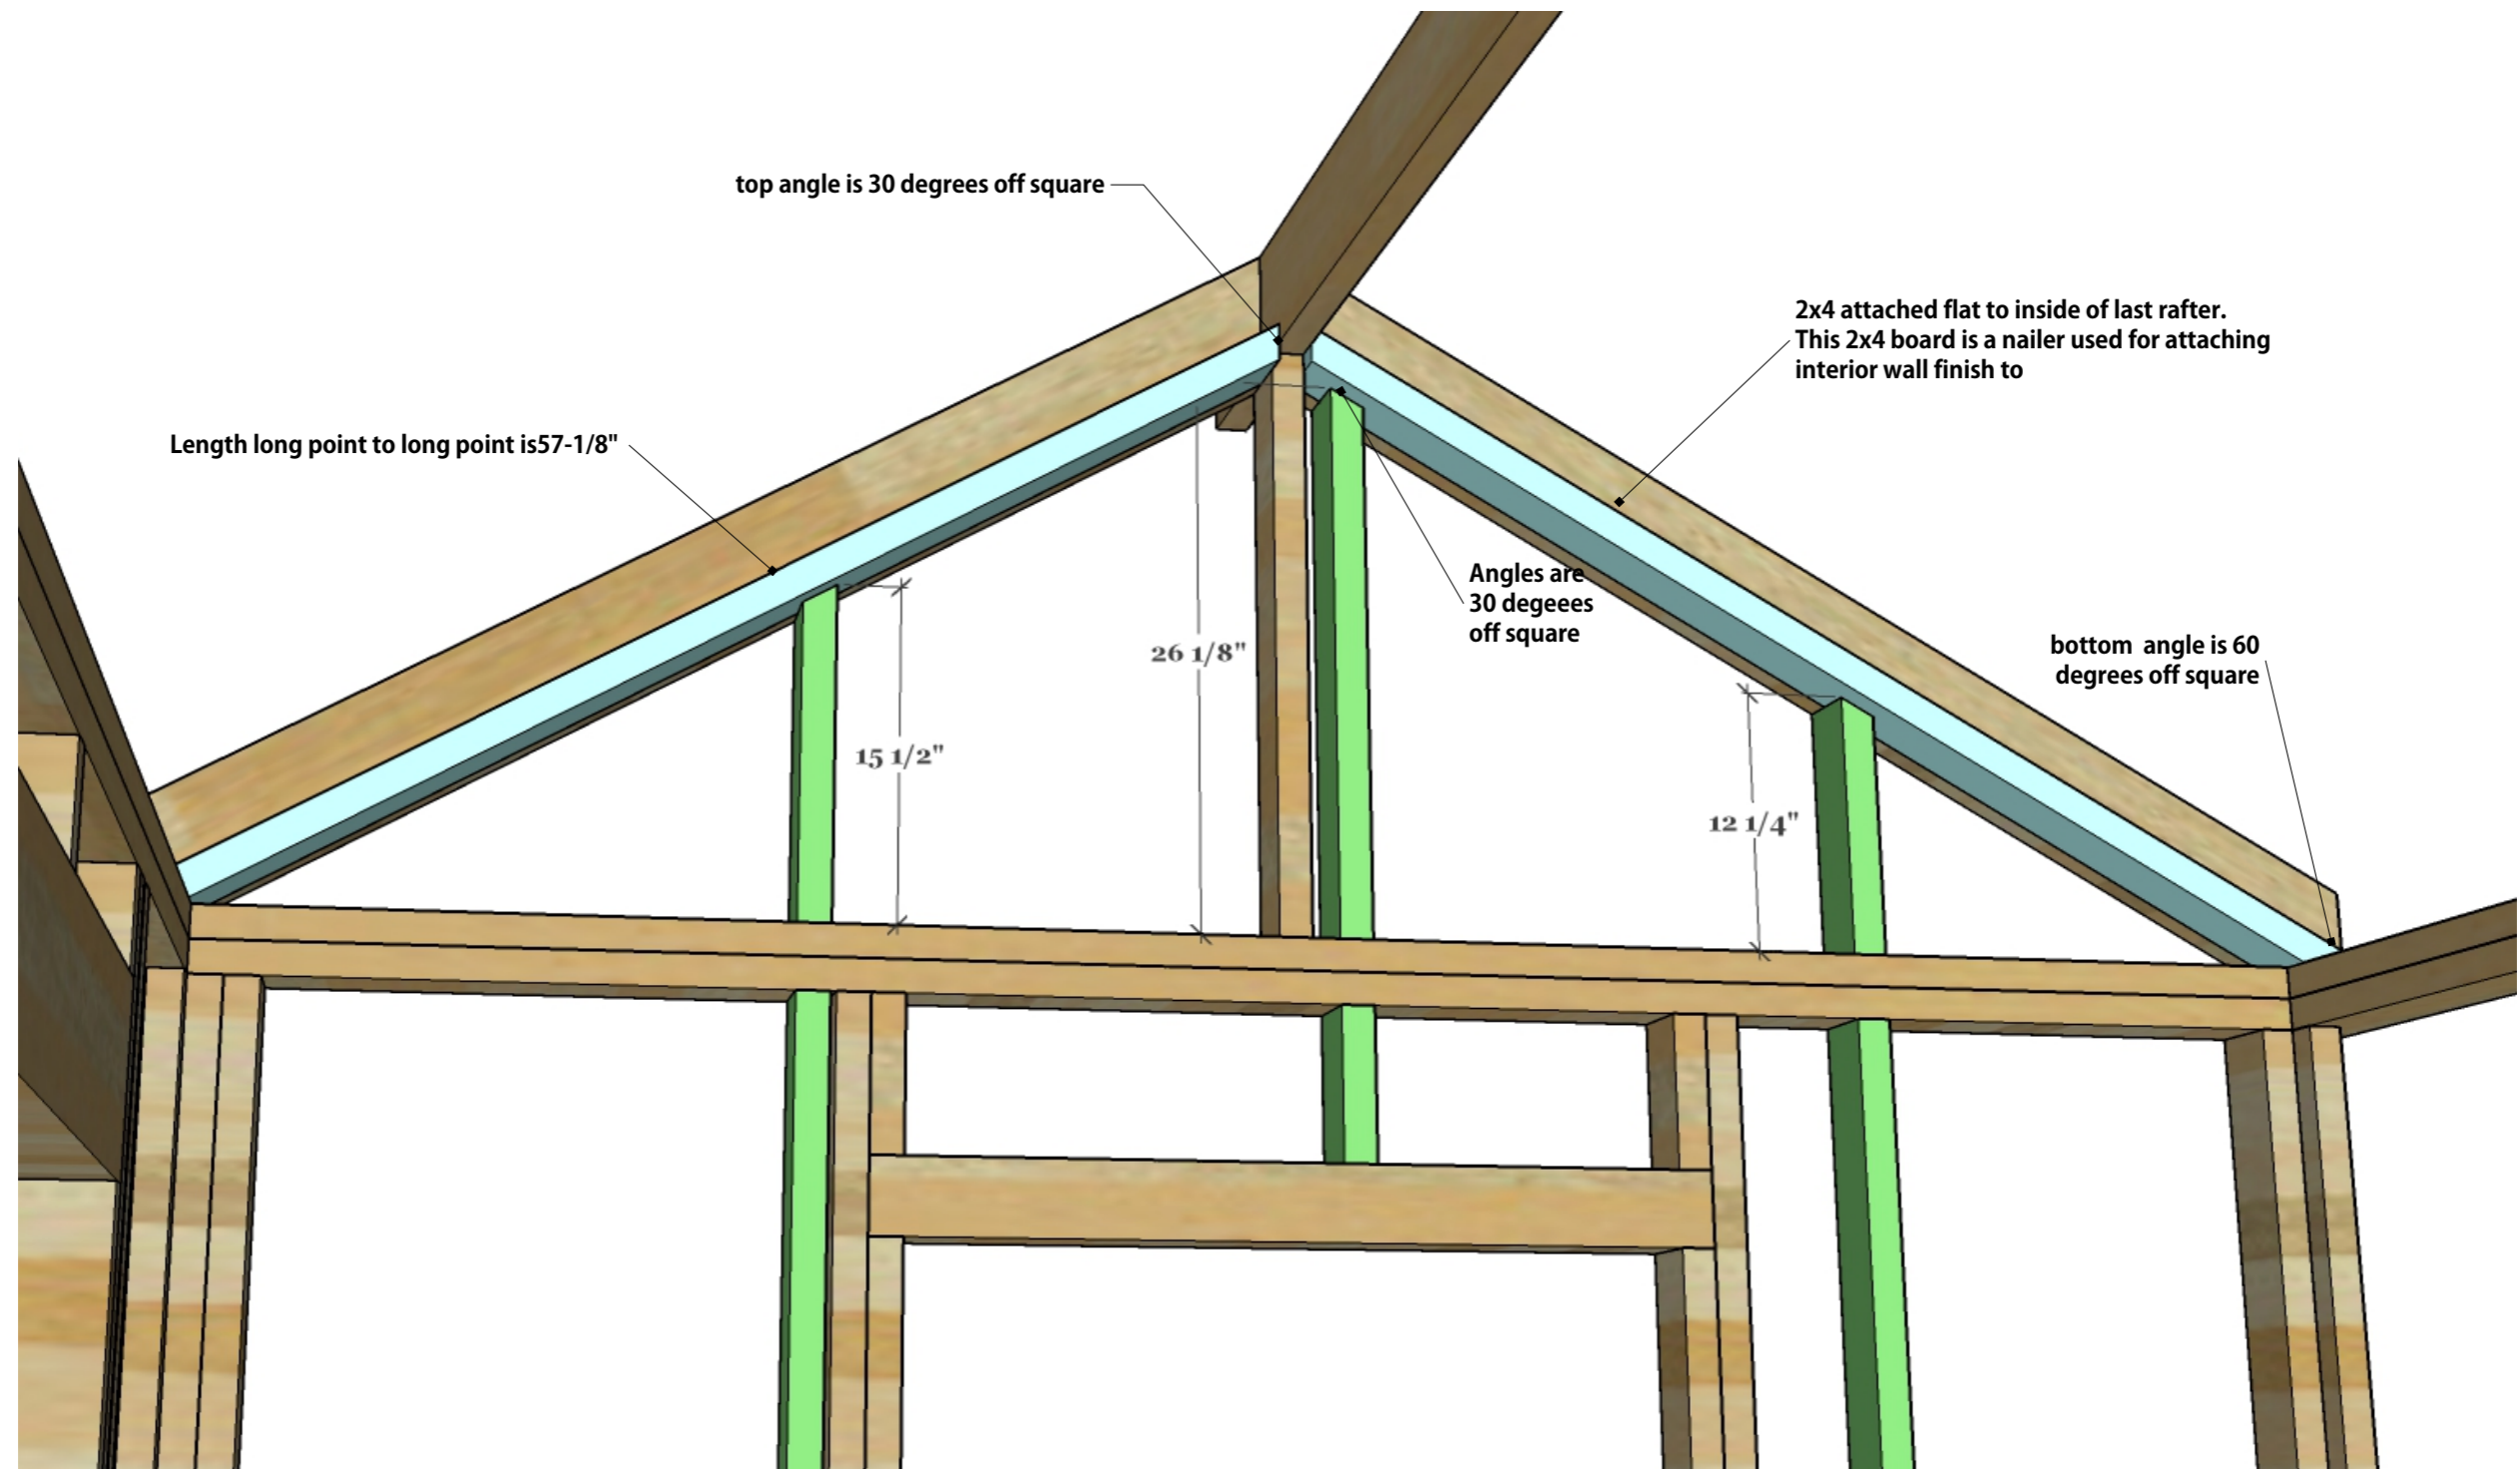 top angle is 30 degrees off square
2x4 attached flat to inside of last rafter.
This 2x4 board is a nailer used for attaching
interior wall finish to
Length long point to long point is57-1/8"
Angles are
30 degeees
off square
26 1/8"
bottom  angle is 60
degrees off square
15 1/2"
12 1/4"